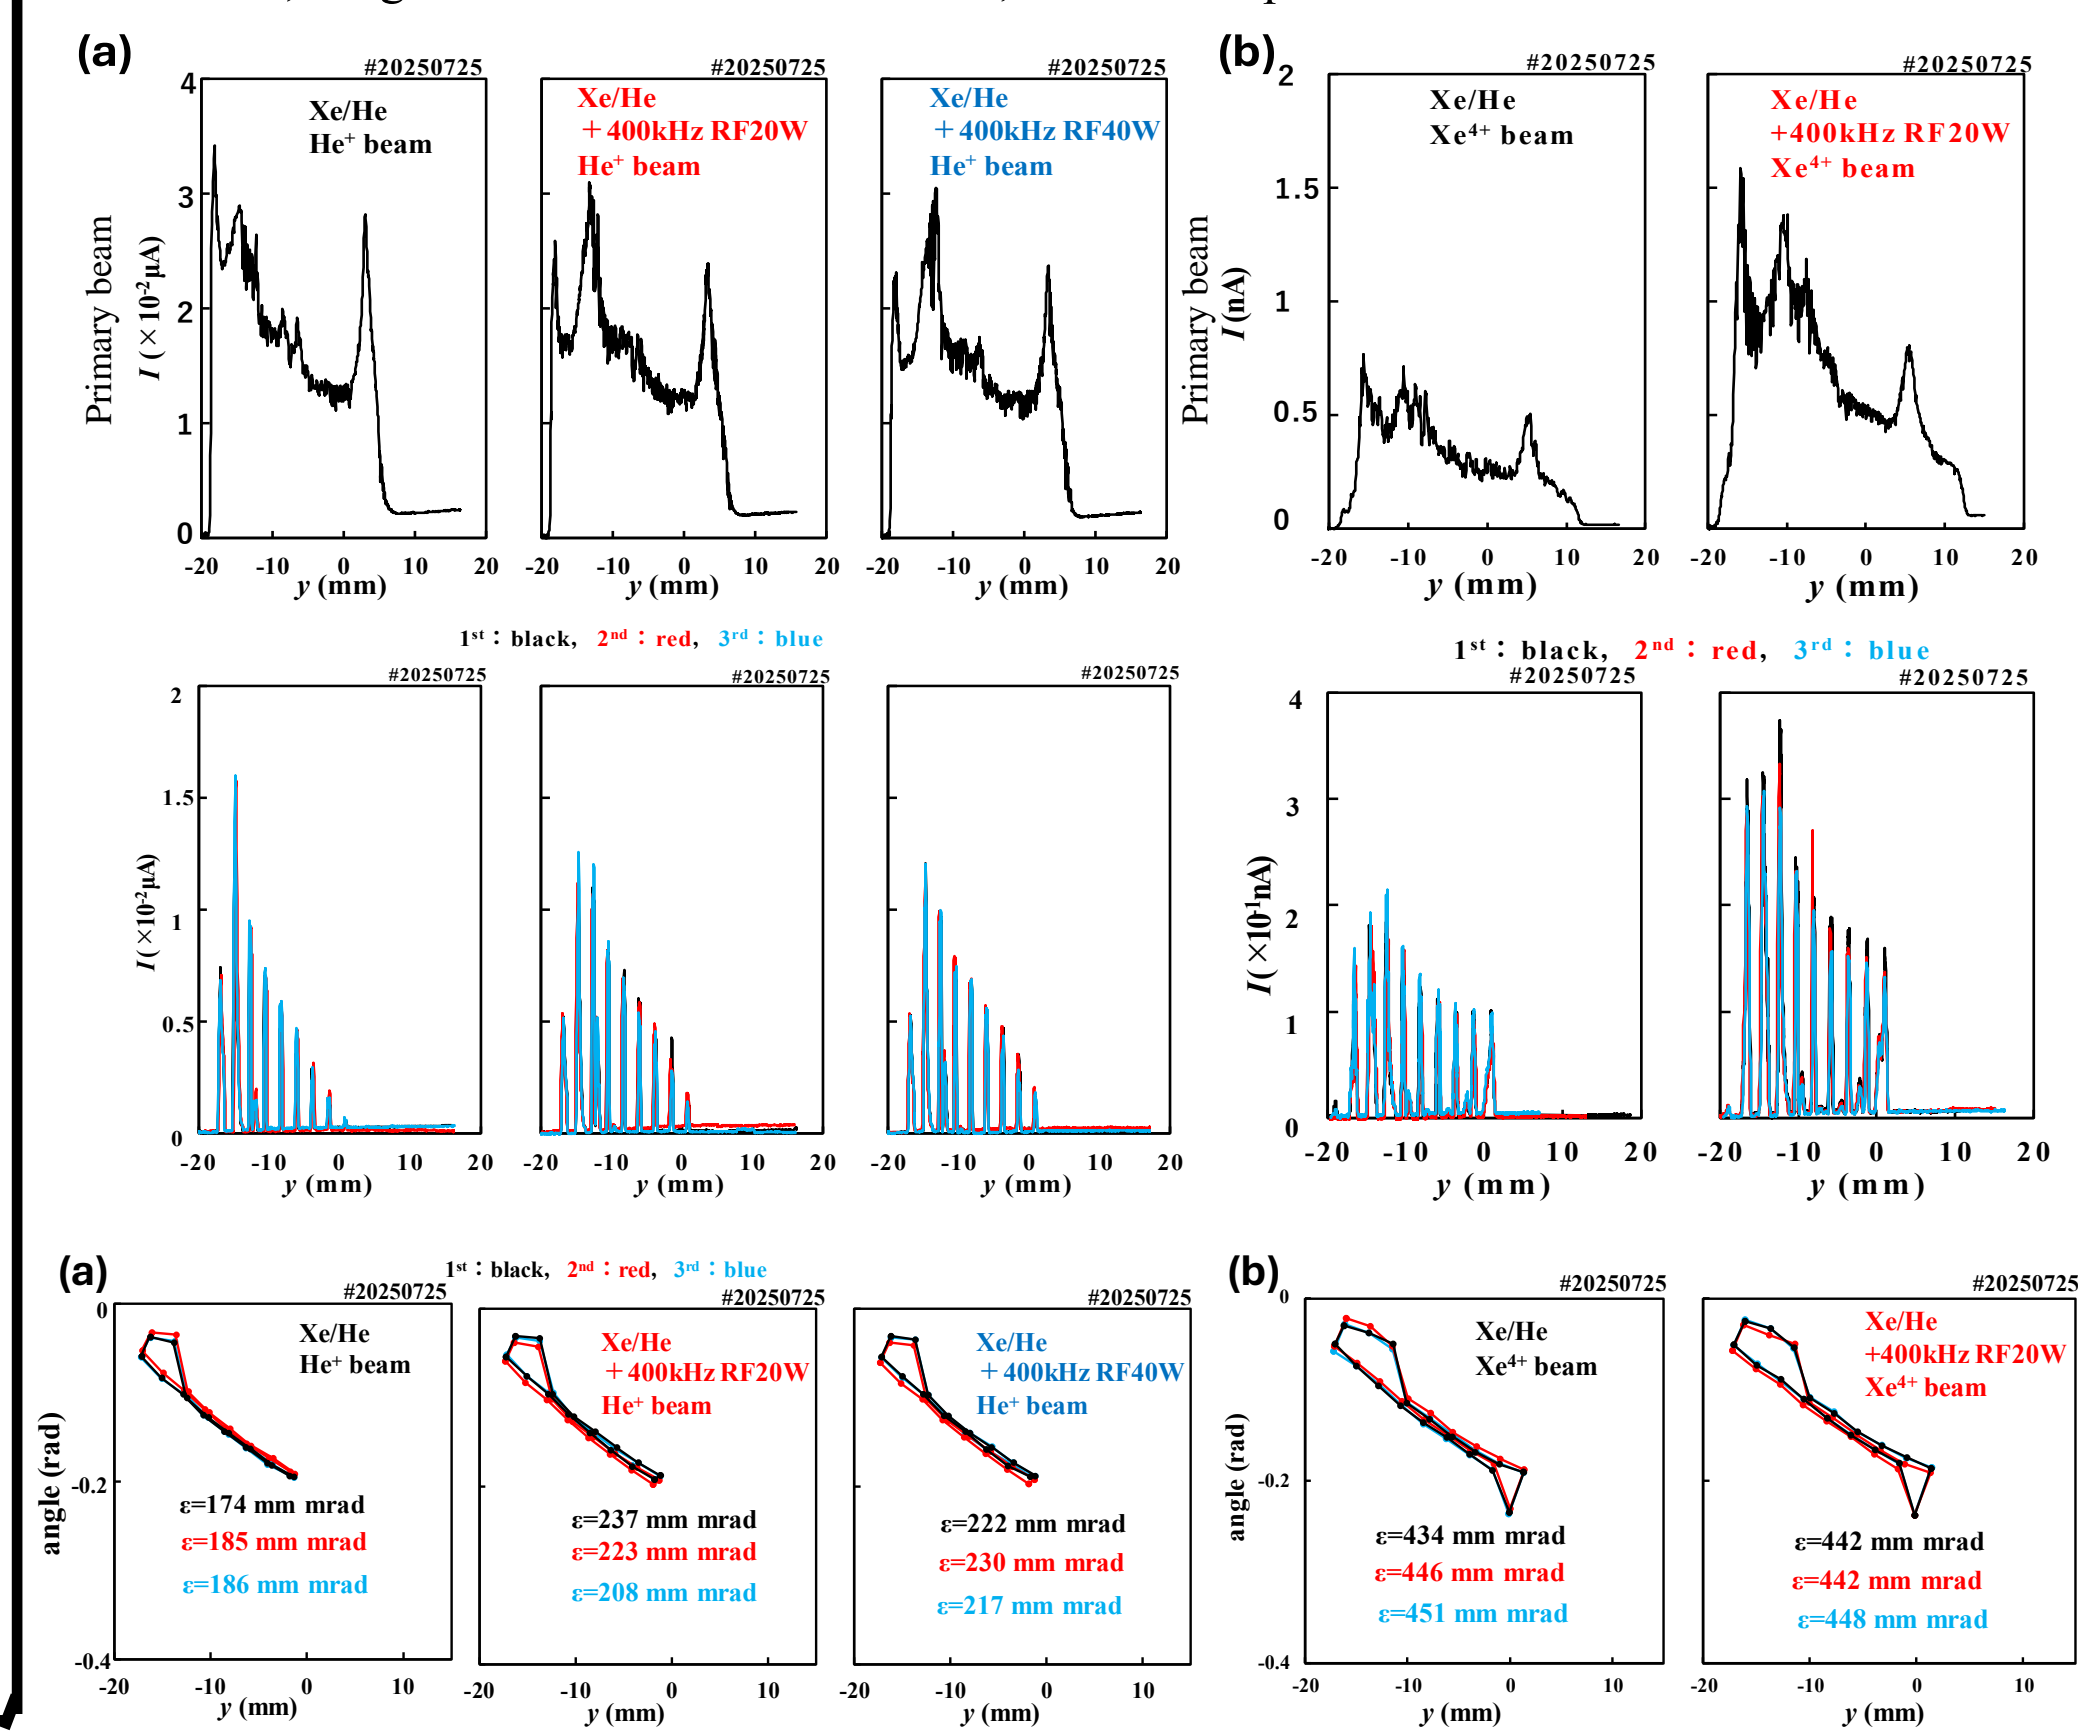 (a)
(b)
#20250725
#20250725
#20250725
#20250725
#20250725
Xe/He
He⁺ beam
Xe/He
＋400kHz RF20W
He⁺ beam
Xe/He
＋400kHz RF40W
He⁺ beam
Xe/He
Xe⁴⁺ beam
Xe/He
+400kHz RF20W
Xe⁴⁺ beam
Primary beam
I (×10⁻²μA)
4
3
2
1
0
Primary beam
I (nA)
2
1.5
1
0.5
0
-20 -10 0 10 20
-20 -10 0 10 20
-20 -10 0 10 20
-20 -10 0 10 20
-20 -10 0 10 20
y (mm)
y (mm)
y (mm)
y (mm)
y (mm)
1ˢᵗ：black, 2ⁿᵈ：red, 3ʳᵈ：blue
1ˢᵗ：black, 2ⁿᵈ：red, 3ʳᵈ：blue
#20250725
#20250725
#20250725
#20250725
#20250725
I (×10⁻²μA)
2
1.5
1
0.5
0
I (×10⁻¹nA)
4
3
2
1
0
-20 -10 0 10 20
-20 -10 0 10 20
-20 -10 0 10 20
-20 -10 0 10 20
-20 -10 0 10 20
y (mm)
y (mm)
y (mm)
y (mm)
y (mm)
(a)
1ˢᵗ：black, 2ⁿᵈ：red, 3ʳᵈ：blue
(b)
#20250725
#20250725
#20250725
#20250725
#20250725
angle (rad)
0
-0.2
-0.4
Xe/He
He⁺ beam
ε=174 mm mrad
ε=185 mm mrad
ε=186 mm mrad
Xe/He
＋400kHz RF20W
He⁺ beam
ε=237 mm mrad
ε=223 mm mrad
ε=208 mm mrad
Xe/He
＋400kHz RF40W
He⁺ beam
ε=222 mm mrad
ε=230 mm mrad
ε=217 mm mrad
angle (rad)
0
-0.2
-0.4
Xe/He
Xe⁴⁺ beam
ε=434 mm mrad
ε=446 mm mrad
ε=451 mm mrad
Xe/He
+400kHz RF20W
Xe⁴⁺ beam
ε=442 mm mrad
ε=442 mm mrad
ε=448 mm mrad
-20 -10 0 10
-20 -10 0 10
-20 -10 0 10
-20 -10 0 10
-20 -10 0 10
y (mm)
y (mm)
y (mm)
y (mm)
y (mm)